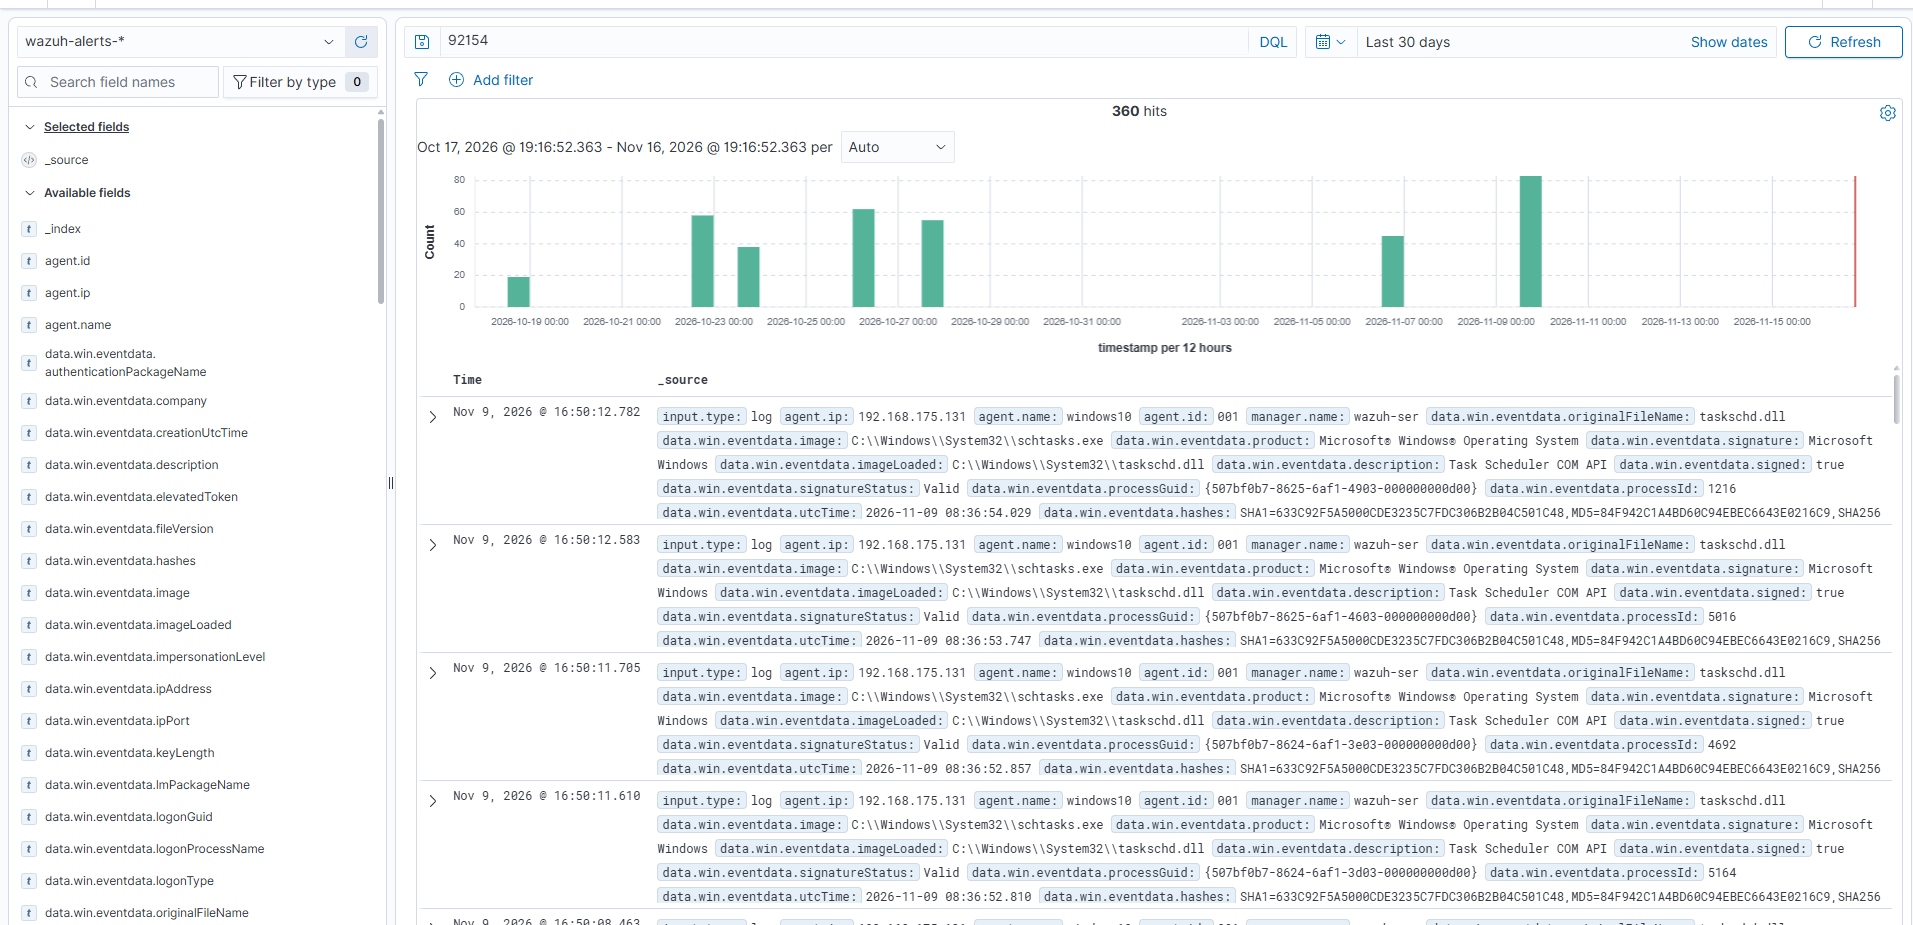 wazuh-alerts-*
Search field names
Filter by type 0
Selected fields
_source
Available fields
_index
agent.id
agent.ip
agent.name
data.win.eventdata.
authenticationPackageName
data.win.eventdata.company
data.win.eventdata.creationUtcTime
data.win.eventdata.description
data.win.eventdata.elevatedToken
data.win.eventdata.fileVersion
data.win.eventdata.hashes
data.win.eventdata.image
data.win.eventdata.imageLoaded
data.win.eventdata.impersonationLevel
data.win.eventdata.ipAddress
data.win.eventdata.ipPort
data.win.eventdata.keyLength
data.win.eventdata.lmPackageName
data.win.eventdata.logonGuid
data.win.eventdata.logonProcessName
data.win.eventdata.logonType
data.win.eventdata.originalFileName
92154 DQL Last 30 days Show dates Refresh
Add filter
360 hits
Oct 17, 2026 @ 19:16:52.363 - Nov 16, 2026 @ 19:16:52.363 per Auto
Count
80
60
40
20
0
2026-10-19 00:00 2026-10-21 00:00 2026-10-23 00:00 2026-10-25 00:00 2026-10-27 00:00 2026-10-29 00:00 2026-10-31 00:00 2026-11-03 00:00 2026-11-05 00:00 2026-11-07 00:00 2026-11-09 00:00 2026-11-11 00:00 2026-11-13 00:00 2026-11-15 00:00
timestamp per 12 hours
Time _source
Nov 9, 2026 @ 16:50:12.782 input.type: log agent.ip: 192.168.175.131 agent.name: windows10 agent.id: 001 manager.name: wazuh-ser data.win.eventdata.originalFileName: taskschd.dll
data.win.eventdata.image: C:\\Windows\\System32\\schtasks.exe data.win.eventdata.product: Microsoft® Windows® Operating System data.win.eventdata.signature: Microsoft
Windows data.win.eventdata.imageLoaded: C:\\Windows\\System32\\taskschd.dll data.win.eventdata.description: Task Scheduler COM API data.win.eventdata.signed: true
data.win.eventdata.signatureStatus: Valid data.win.eventdata.processGuid: {507bf0b7-8625-6af1-4903-000000000d00} data.win.eventdata.processId: 1216
data.win.eventdata.utcTime: 2026-11-09 08:36:54.029 data.win.eventdata.hashes: SHA1=633C92F5A5000CDE3235C7FDC306B2B04C501C48,MD5=84F942C1A4BD60C94EBEC6643E0216C9,SHA256
Nov 9, 2026 @ 16:50:12.583 input.type: log agent.ip: 192.168.175.131 agent.name: windows10 agent.id: 001 manager.name: wazuh-ser data.win.eventdata.originalFileName: taskschd.dll
data.win.eventdata.image: C:\\Windows\\System32\\schtasks.exe data.win.eventdata.product: Microsoft® Windows® Operating System data.win.eventdata.signature: Microsoft
Windows data.win.eventdata.imageLoaded: C:\\Windows\\System32\\taskschd.dll data.win.eventdata.description: Task Scheduler COM API data.win.eventdata.signed: true
data.win.eventdata.signatureStatus: Valid data.win.eventdata.processGuid: {507bf0b7-8625-6af1-4603-000000000d00} data.win.eventdata.processId: 5016
data.win.eventdata.utcTime: 2026-11-09 08:36:53.747 data.win.eventdata.hashes: SHA1=633C92F5A5000CDE3235C7FDC306B2B04C501C48,MD5=84F942C1A4BD60C94EBEC6643E0216C9,SHA256
Nov 9, 2026 @ 16:50:11.705 input.type: log agent.ip: 192.168.175.131 agent.name: windows10 agent.id: 001 manager.name: wazuh-ser data.win.eventdata.originalFileName: taskschd.dll
data.win.eventdata.image: C:\\Windows\\System32\\schtasks.exe data.win.eventdata.product: Microsoft® Windows® Operating System data.win.eventdata.signature: Microsoft
Windows data.win.eventdata.imageLoaded: C:\\Windows\\System32\\taskschd.dll data.win.eventdata.description: Task Scheduler COM API data.win.eventdata.signed: true
data.win.eventdata.signatureStatus: Valid data.win.eventdata.processGuid: {507bf0b7-8624-6af1-3e03-000000000d00} data.win.eventdata.processId: 4692
data.win.eventdata.utcTime: 2026-11-09 08:36:52.857 data.win.eventdata.hashes: SHA1=633C92F5A5000CDE3235C7FDC306B2B04C501C48,MD5=84F942C1A4BD60C94EBEC6643E0216C9,SHA256
Nov 9, 2026 @ 16:50:11.610 input.type: log agent.ip: 192.168.175.131 agent.name: windows10 agent.id: 001 manager.name: wazuh-ser data.win.eventdata.originalFileName: taskschd.dll
data.win.eventdata.image: C:\\Windows\\System32\\schtasks.exe data.win.eventdata.product: Microsoft® Windows® Operating System data.win.eventdata.signature: Microsoft
Windows data.win.eventdata.imageLoaded: C:\\Windows\\System32\\taskschd.dll data.win.eventdata.description: Task Scheduler COM API data.win.eventdata.signed: true
data.win.eventdata.signatureStatus: Valid data.win.eventdata.processGuid: {507bf0b7-8624-6af1-3d03-000000000d00} data.win.eventdata.processId: 5164
data.win.eventdata.utcTime: 2026-11-09 08:36:52.810 data.win.eventdata.hashes: SHA1=633C92F5A5000CDE3235C7FDC306B2B04C501C48,MD5=84F942C1A4BD60C94EBEC6643E0216C9,SHA256
Nov 9, 2026 @ 16:50:08.463